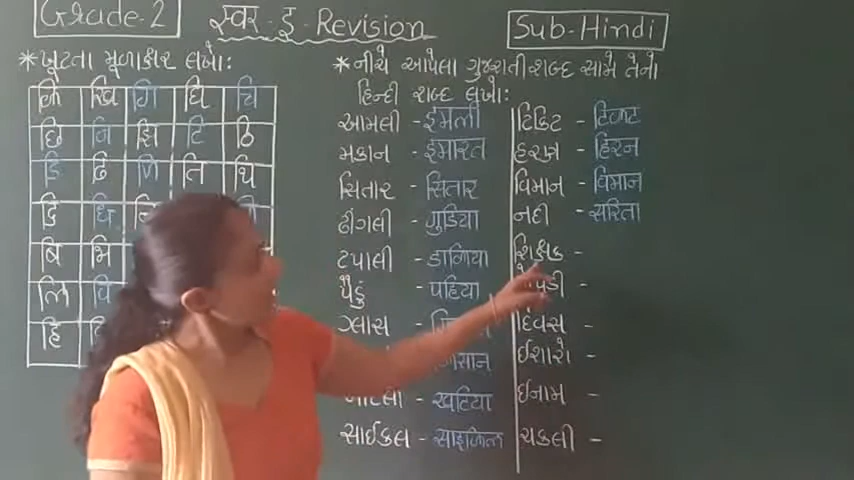 Grade-2
स्वर-इ-Revision
Sub-Hindi
*ખૂટતા મૂળાક્ષર લખો:
*નીચે આપેલા ગુજરાતી શબ્દ સામે તેનો
હિન્દી શબ્દ લખો:
कि खि गि घि चि
छि जि झि टि ठि
डि ढि णि ति थि
दि धि
बि भि
लि वि
हि
આમલી - इमली
મકાન - इमारत
સિતાર - सितार
ઢીંગલી - गुडिया
ટપાલી - डाकिया
પૈડું - पहिया
ગ્લાસ -
खटिया
સાઈકલ - साइकिल
ટિકિટ - टिकट
હરણ - हिरन
વિમાન - विमान
નદી - सरिता
શિક્ષક -
દિવસ -
ઈશારો -
ઈનામ -
ચકલી -